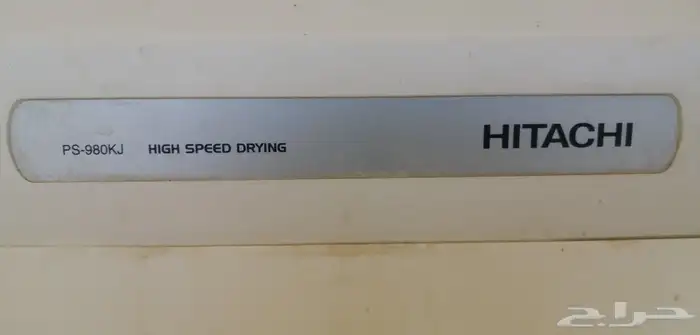 PS-980KJ HIGH SPEED DRYING HITACHI
حراج